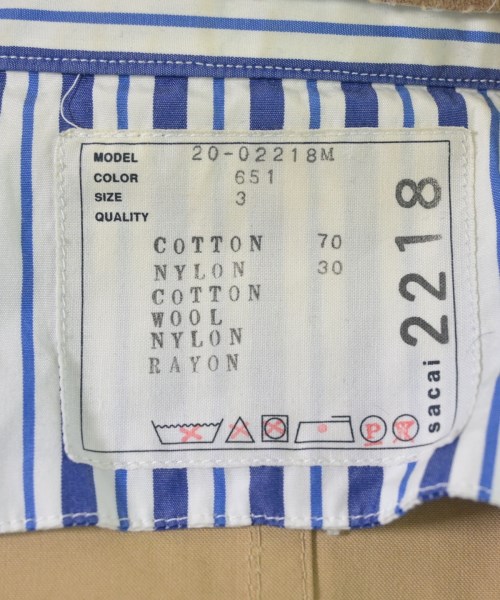 MODEL 20-02218M
COLOR 651
SIZE 3
QUALITY
COTTON 70
NYLON 30
COTTON
WOOL
NYLON
RAYON
P
sacai 2218